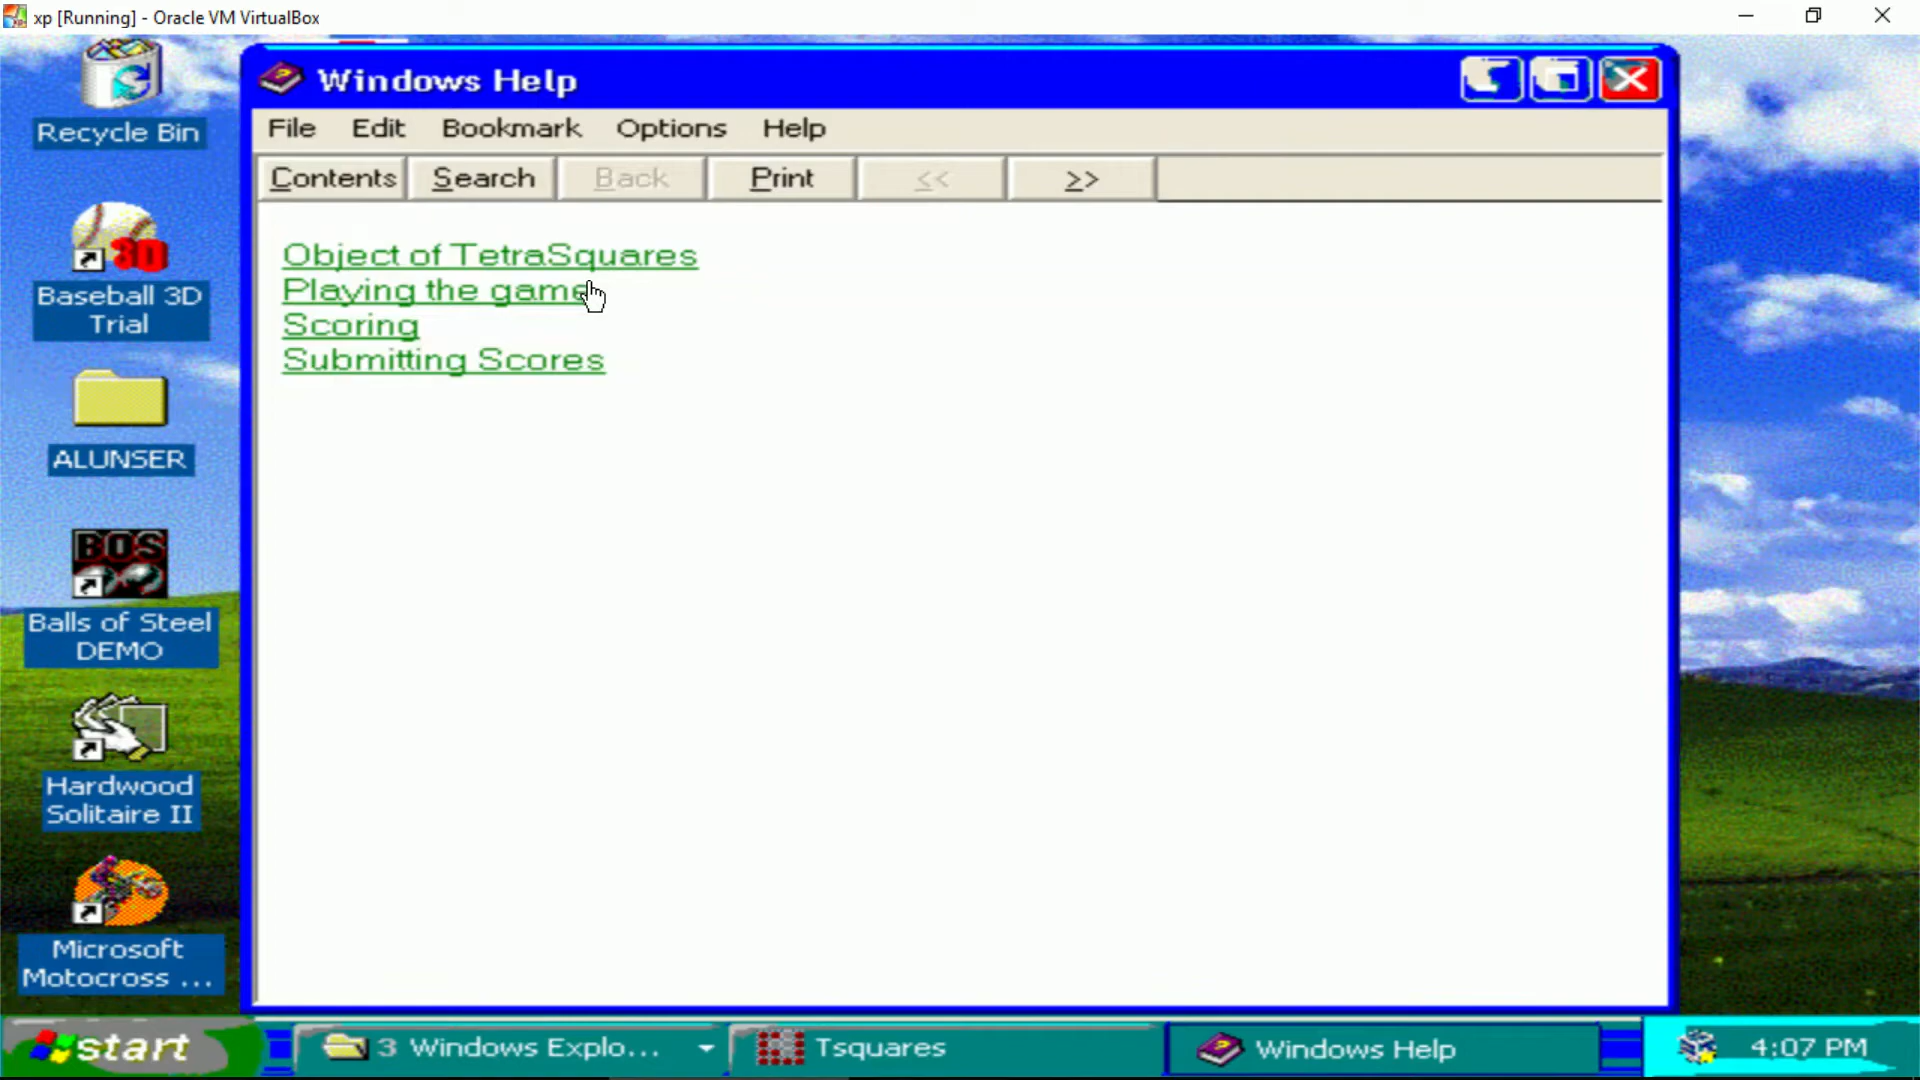 xp [Running] - Oracle VM VirtualBox
Recycle Bin
Baseball 3D
Trial
ALUNSER
BOS
Balls of Steel
DEMO
Hardwood
Solitaire II
Microsoft
Motocross ...
Windows Help
File Edit Bookmark Options Help
Contents Search Back Print << >>
Object of TetraSquares
Playing the game
Scoring
Submitting Scores
start
3 Windows Explo...
Tsquares
Windows Help
4:07 PM